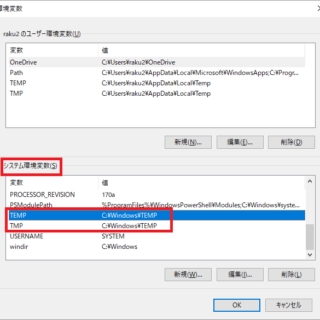 環境変数
raku2 のユーザー環境変数(U)
変数 値
OneDrive C:¥Users¥raku2¥OneDrive
Path C:¥Users¥raku2¥AppData¥Local¥Microsoft¥WindowsApps;C:¥Progr...
TEMP C:¥Users¥raku2¥AppData¥Local¥Temp
TMP C:¥Users¥raku2¥AppData¥Local¥Temp
新規(N)... 編集(E)... 削除(D)
システム環境変数(S)
変数 値
PROCESSOR_REVISION 170a
PSModulePath %ProgramFiles%¥WindowsPowerShell¥Modules;C:¥Windows¥syste...
TEMP C:¥Windows¥TEMP
TMP C:¥Windows¥TEMP
USERNAME SYSTEM
windir C:¥Windows
新規(W)... 編集(I)... 削除(L)
OK キャンセル